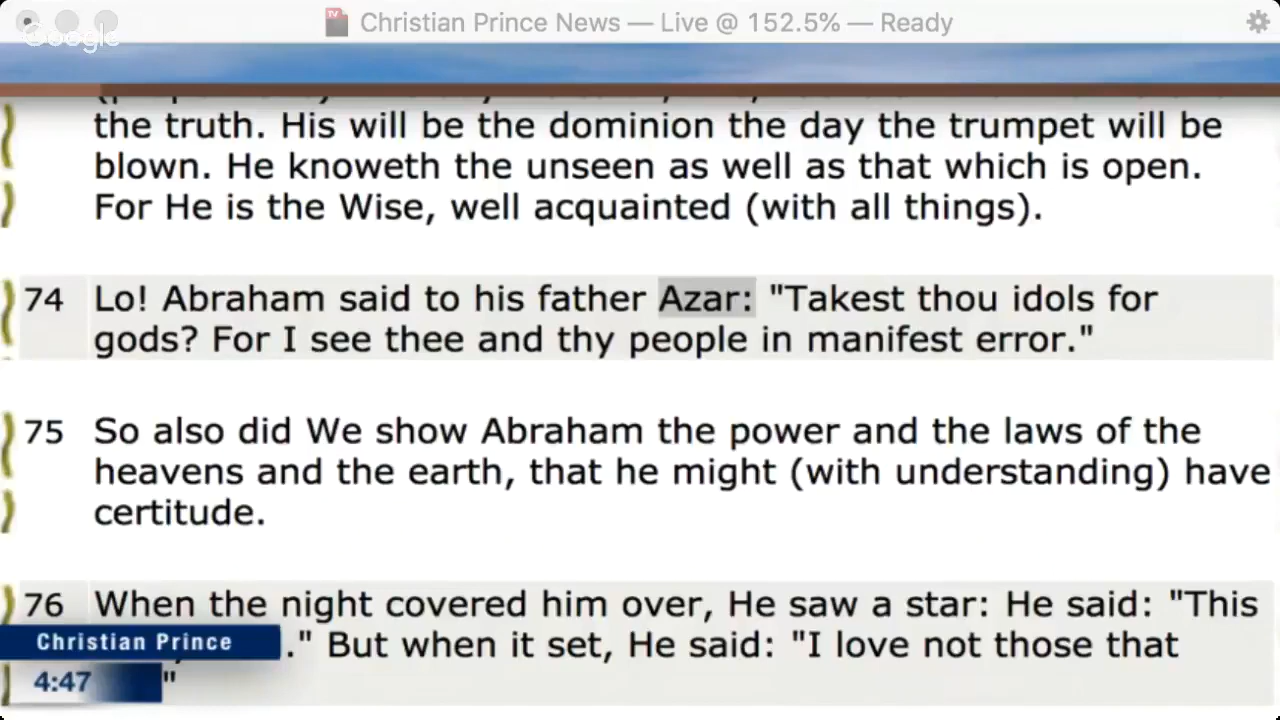 Christian Prince News — Live @ 152.5% — Ready
Google
the truth. His will be the dominion the day the trumpet will be
blown. He knoweth the unseen as well as that which is open.
For He is the Wise, well acquainted (with all things).
74 Lo! Abraham said to his father Azar: "Takest thou idols for
gods? For I see thee and thy people in manifest error."
75 So also did We show Abraham the power and the laws of the
heavens and the earth, that he might (with understanding) have
certitude.
76 When the night covered him over, He saw a star: He said: "This
." But when it set, He said: "I love not those that
"
Christian Prince
4:47